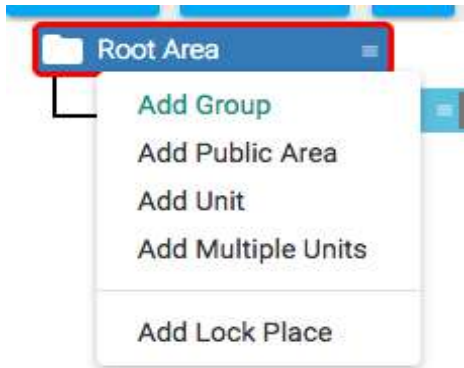 Root Area
Add Group
Add Public Area
Add Unit
Add Multiple Units
Add Lock Place